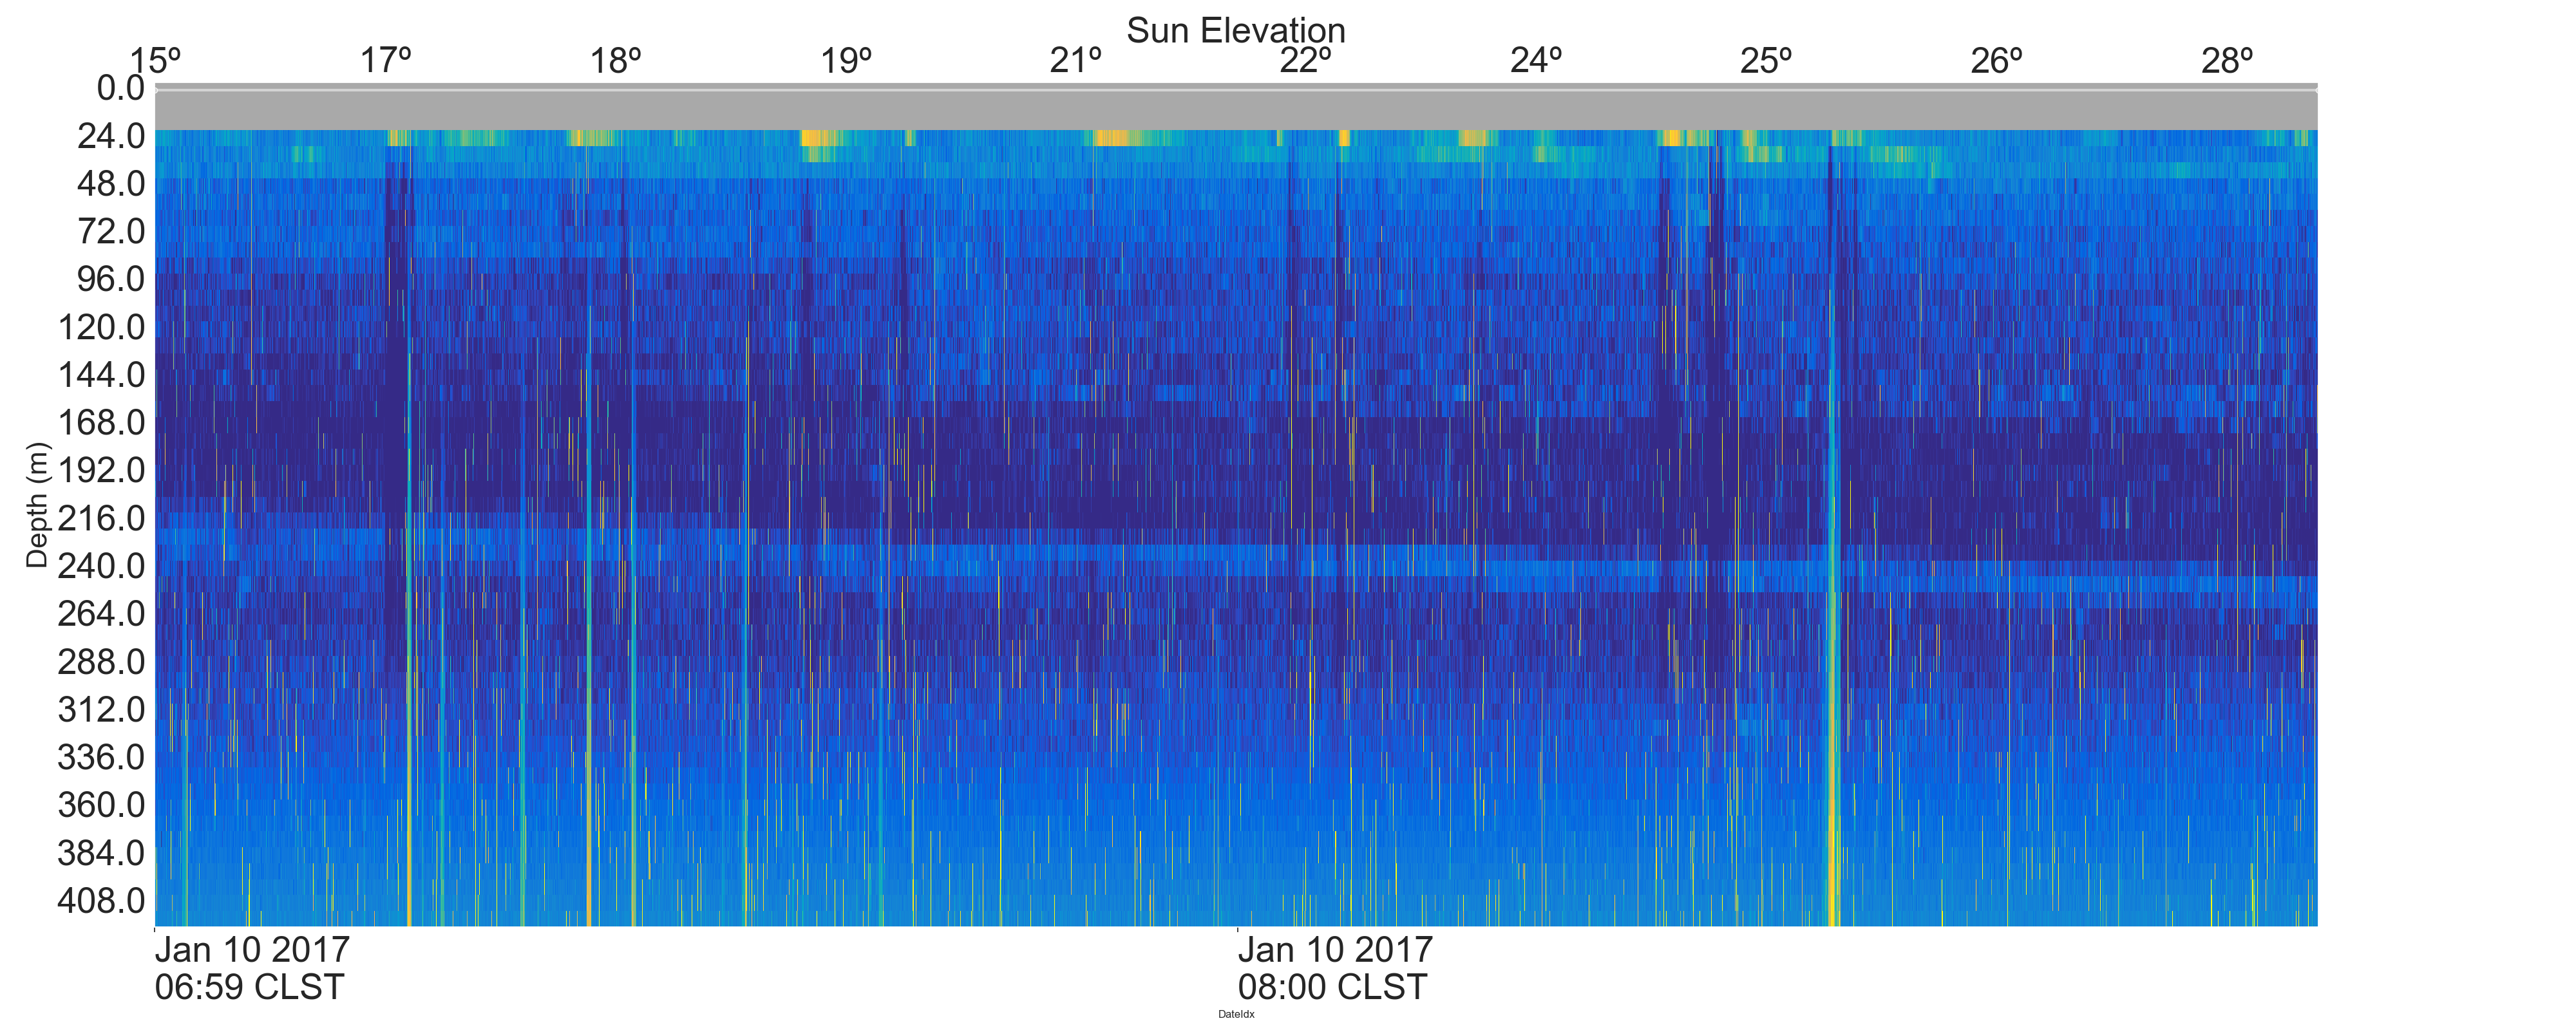 Sun Elevation
15º 17º 18º 19º 21º 22º 24º 25º 26º 28º
Depth (m)
0.0
24.0
48.0
72.0
96.0
120.0
144.0
168.0
192.0
216.0
240.0
264.0
288.0
312.0
336.0
360.0
384.0
408.0
Jan 10 2017
06:59 CLST
Jan 10 2017
08:00 CLST
DateIdx